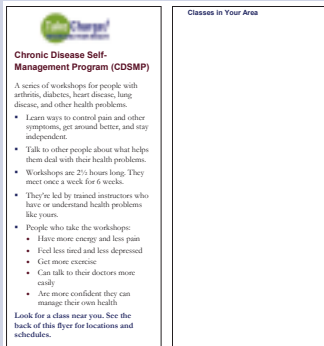 Take Charge!
Chronic Disease Self-
Management Program (CDSMP)
A series of workshops for people with
arthritis, diabetes, heart disease, lung
disease, and other health problems.
▪ Learn ways to control pain and other
symptoms, get around better, and stay
independent.
▪ Talk to other people about what helps
them deal with their health problems.
▪ Workshops are 2½ hours long. They
meet once a week for 6 weeks.
▪ They're led by trained instructors who
have or understand health problems
like yours.
▪ People who take the workshops:
• Have more energy and less pain
• Feel less tired and less depressed
• Get more exercise
• Can talk to their doctors more
easily
• Are more confident they can
manage their own health
Look for a class near you. See the
back of this flyer for locations and
schedules.
Classes in Your Area